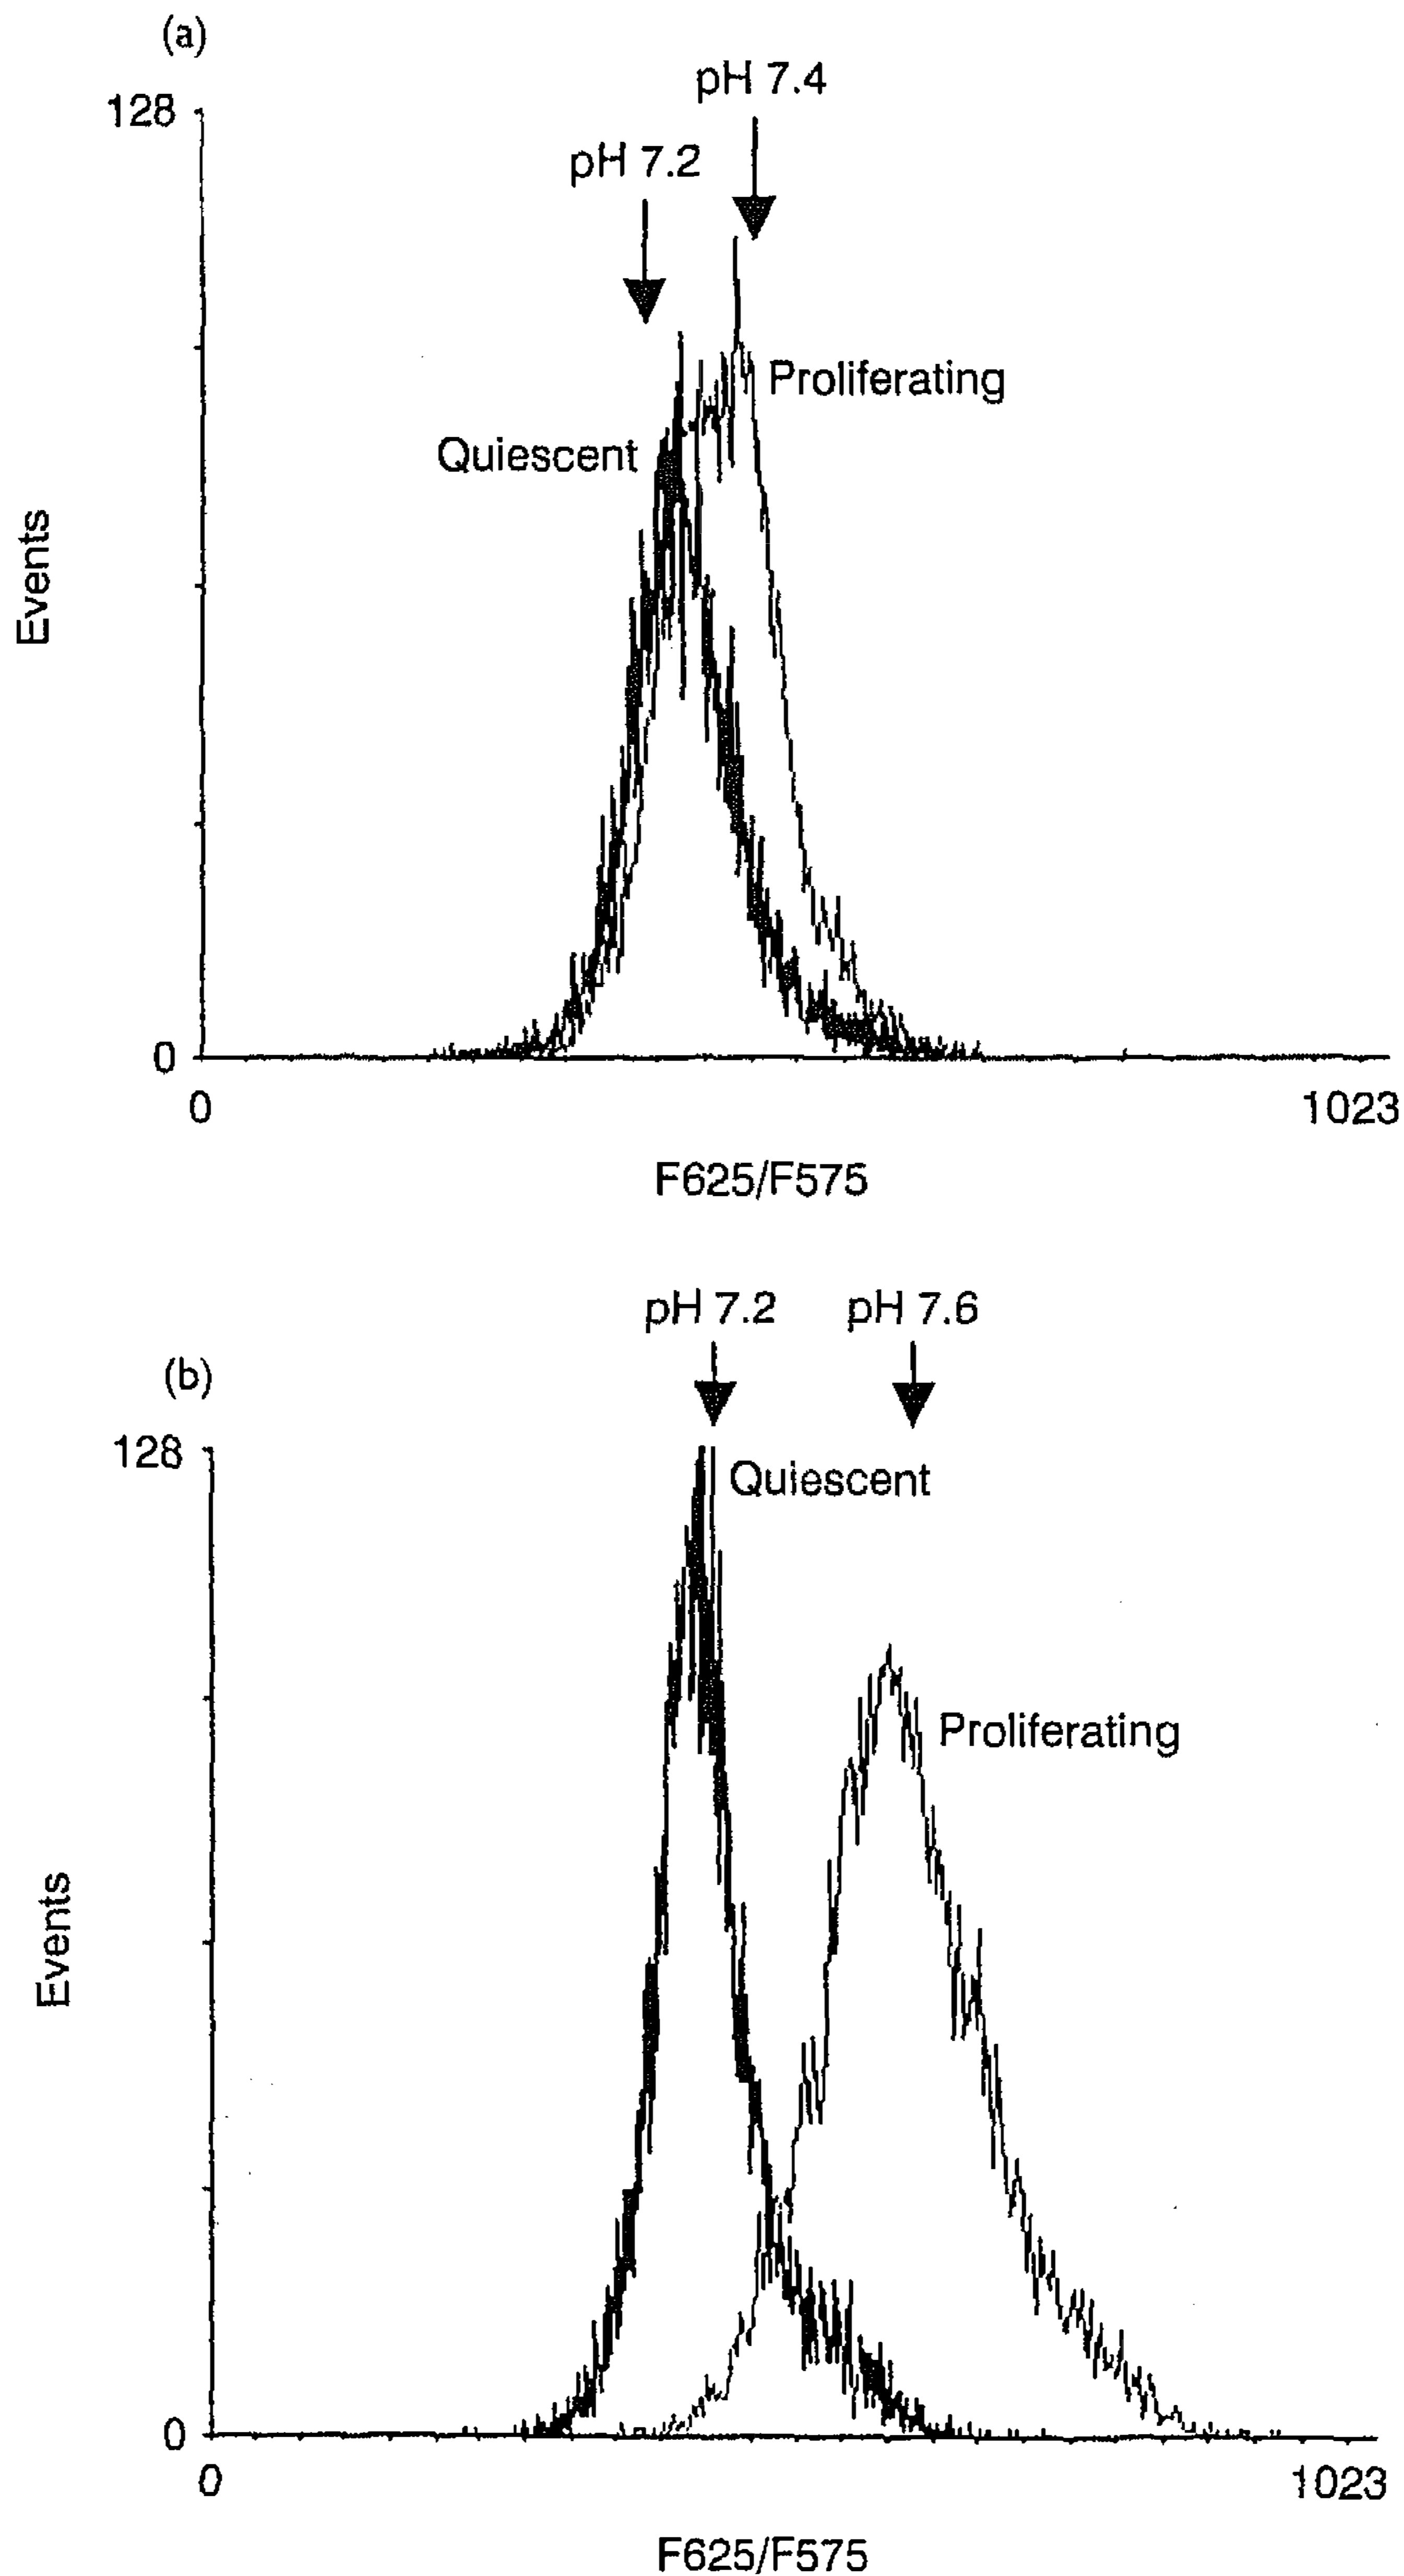 (a)
128
pH 7.4
pH 7.2
Proliferating
Quiescent
Events
0
0
1023
F625/F575
pH 7.2
pH 7.6
(b)
128
Quiescent
Proliferating
Events
0
0
1023
F625/F575